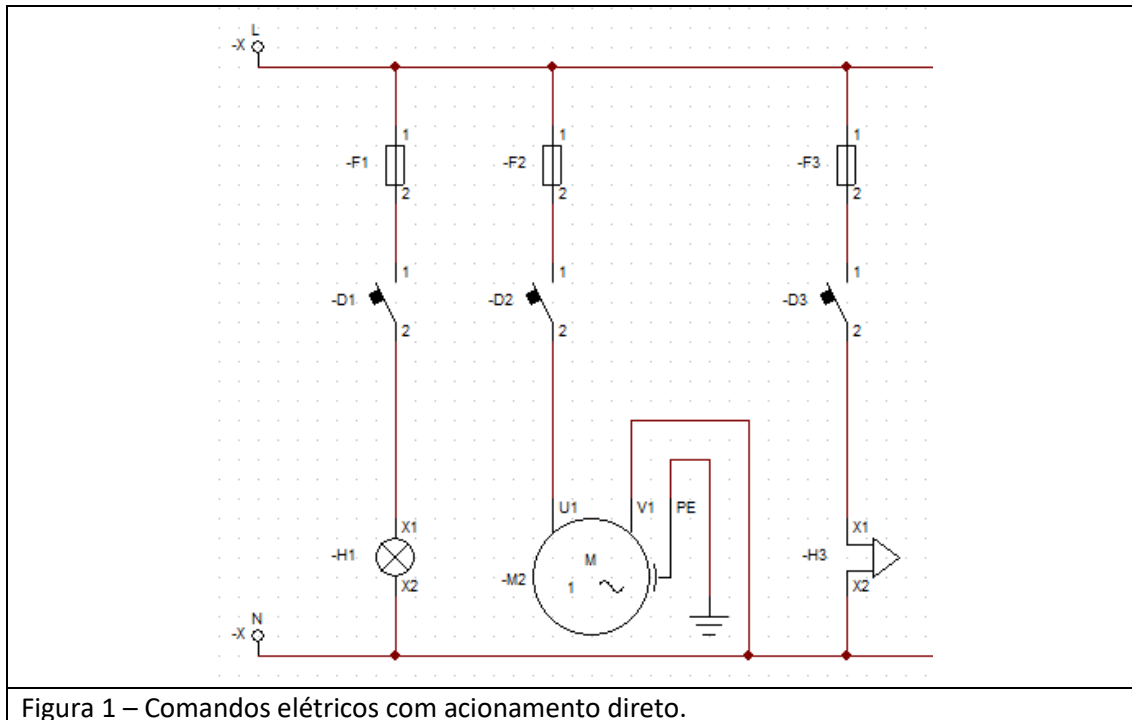 L
-X
1
1
1
-F1
-F2
-F3
2
2
2
1
1
1
-D1
-D2
-D3
2
2
2
U1
V1
PE
X1
X1
-H1
M
-H3
-M2
1
X2
X2
N
-X
Figura 1 – Comandos elétricos com acionamento direto.